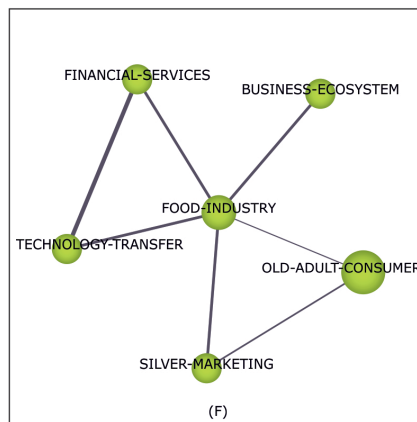 FINANCIAL-SERVICES
BUSINESS-ECOSYSTEM
FOOD-INDUSTRY
TECHNOLOGY-TRANSFER
OLD-ADULT-CONSUMER
SILVER-MARKETING
(F)